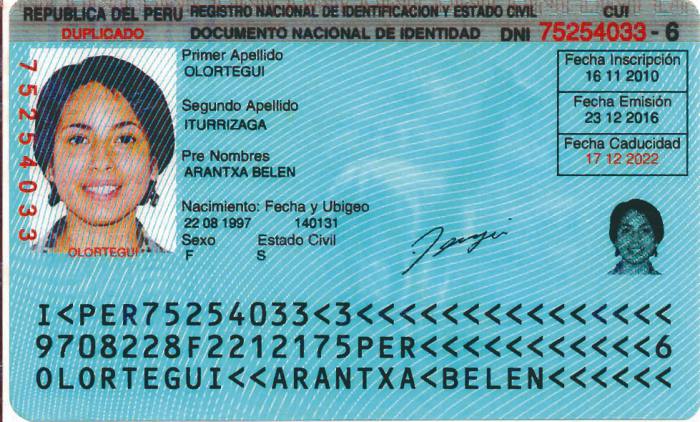 REPUBLICA DEL PERU REGISTRO NACIONAL DE IDENTIFICACION Y ESTADO CIVIL CUI
DUPLICADO DOCUMENTO NACIONAL DE IDENTIDAD DNI 75254033 - 6
75254033
Primer Apellido
OLORTEGUI
Segundo Apellido
ITURRIZAGA
Pre Nombres
ARANTXA BELEN
Nacimiento: Fecha y Ubigeo
22 08 1997 140131
Sexo Estado Civil
F S
Fecha Inscripción
16 11 2010
Fecha Emisión
23 12 2016
Fecha Caducidad
17 12 2022
OLORTEGUI
I<PER75254033<3<<<<<<<<<<<<<<<
9708228F2212175PER<<<<<<<<<<<6
OLORTEGUI<<ARANTXA<BELEN<<<<<<